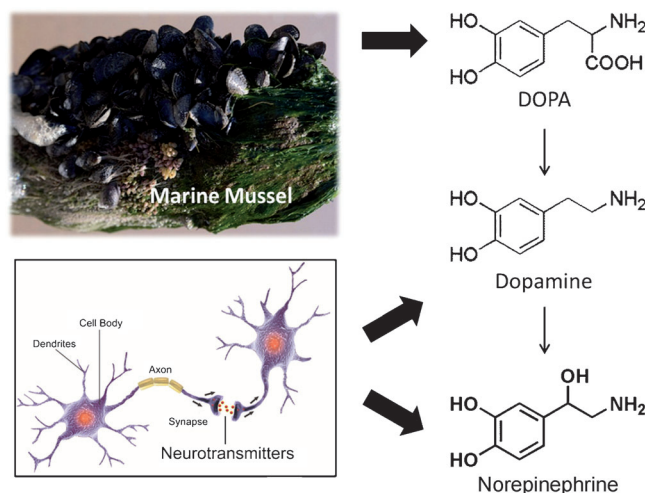 Marine Mussel
HO
HO
NH₂
COOH
DOPA
HO
HO
NH₂
Dopamine
Cell Body
Dendrites
Axon
Synapse
Neurotransmitters
OH
HO
HO
NH₂
Norepinephrine